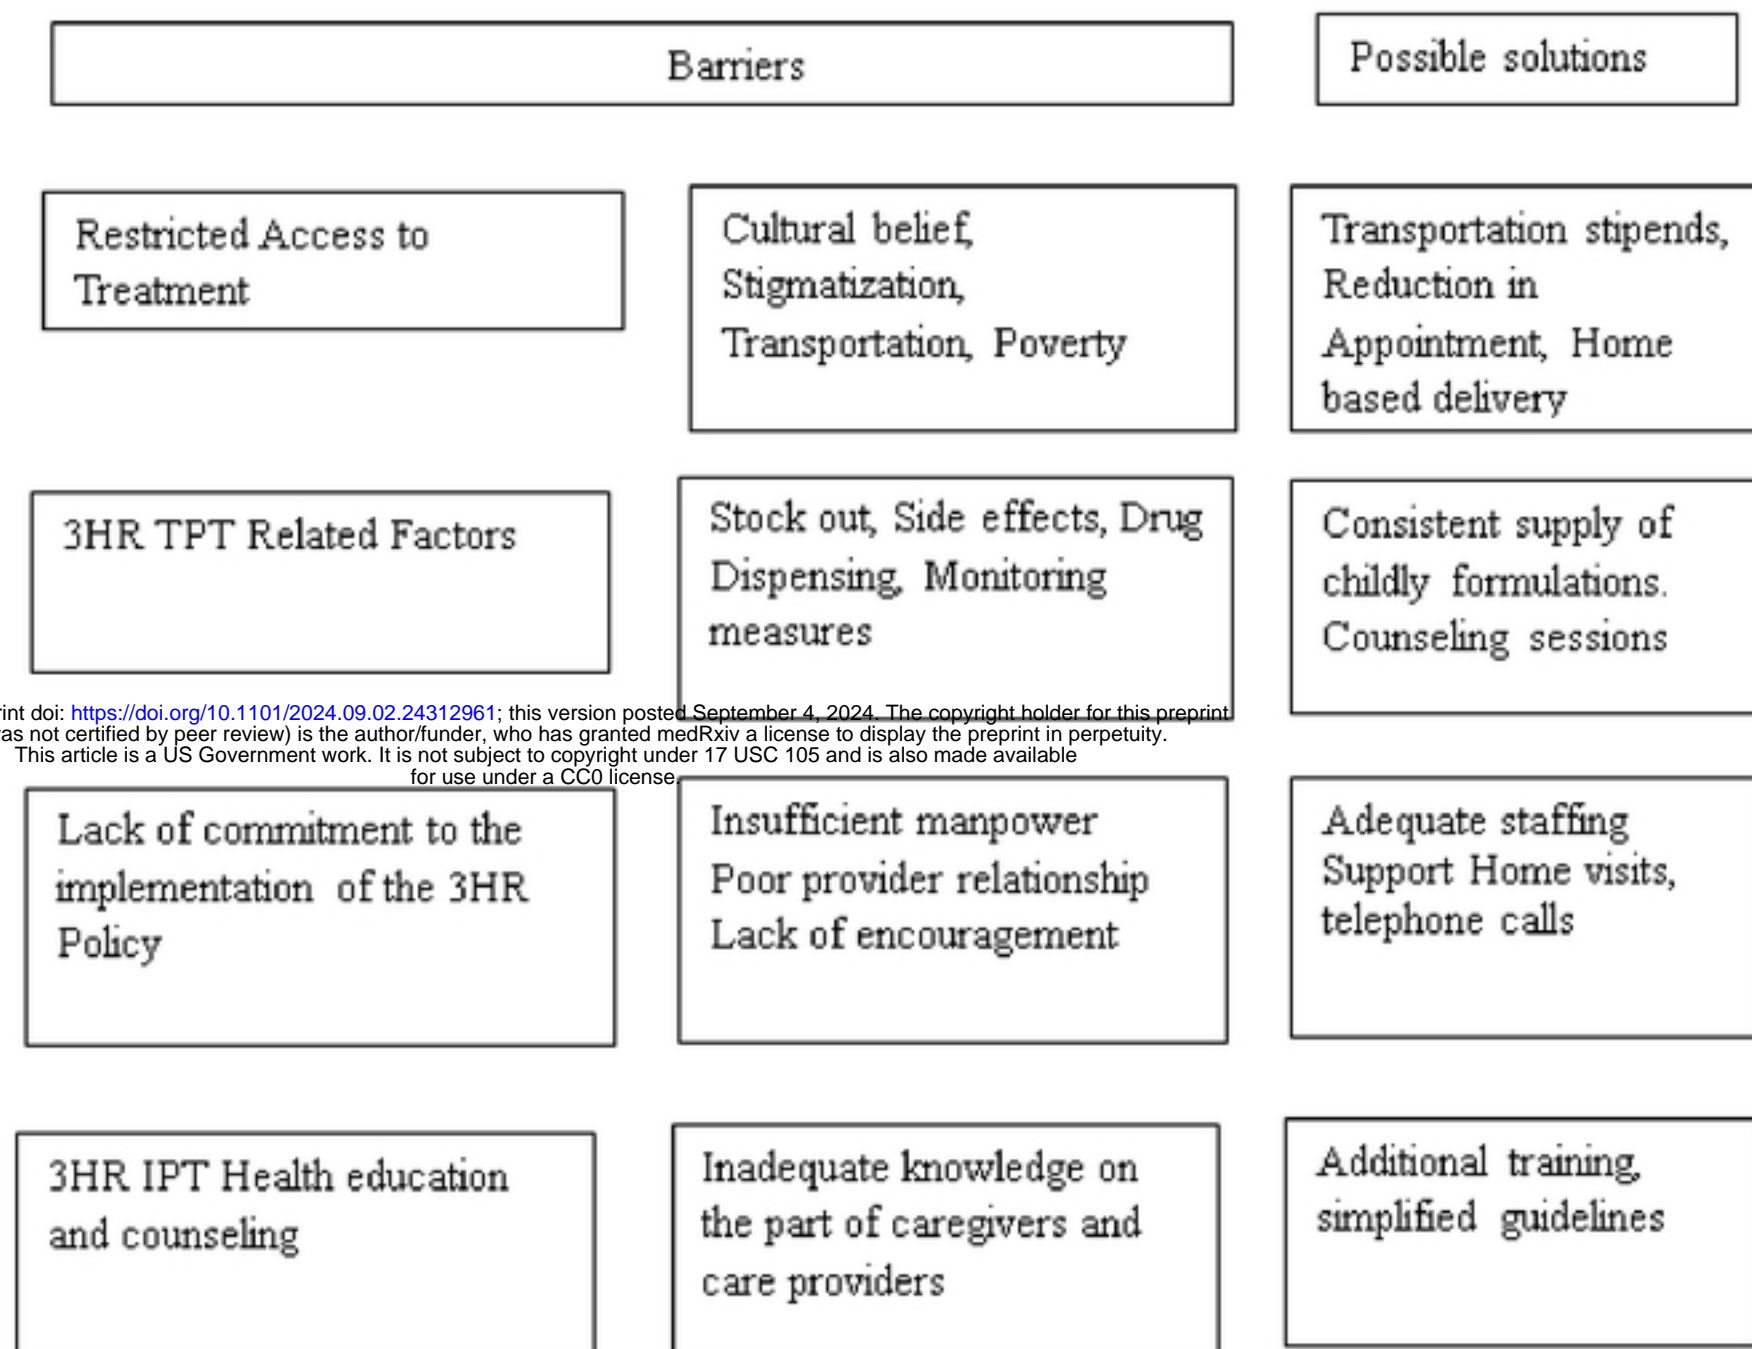 Barriers
Possible solutions
Restricted Access to
Treatment
Cultural belief,
Stigmatization,
Transportation, Poverty
Transportation stipends,
Reduction in
Appointment, Home
based delivery
3HR TPT Related Factors
Stock out, Side effects, Drug
Dispensing, Monitoring
measures
Consistent supply of
childly formulations.
Counseling sessions
rint doi: https://doi.org/10.1101/2024.09.02.24312961; this version posted September 4, 2024. The copyright holder for this preprint
as not certified by peer review) is the author/funder, who has granted medRxiv a license to display the preprint in perpetuity.
This article is a US Government work. It is not subject to copyright under 17 USC 105 and is also made available
for use under a CC0 license.
Lack of commitment to the
implementation of the 3HR
Policy
Insufficient manpower
Poor provider relationship
Lack of encouragement
Adequate staffing
Support Home visits,
telephone calls
3HR IPT Health education
and counseling
Inadequate knowledge on
the part of caregivers and
care providers
Additional training,
simplified guidelines